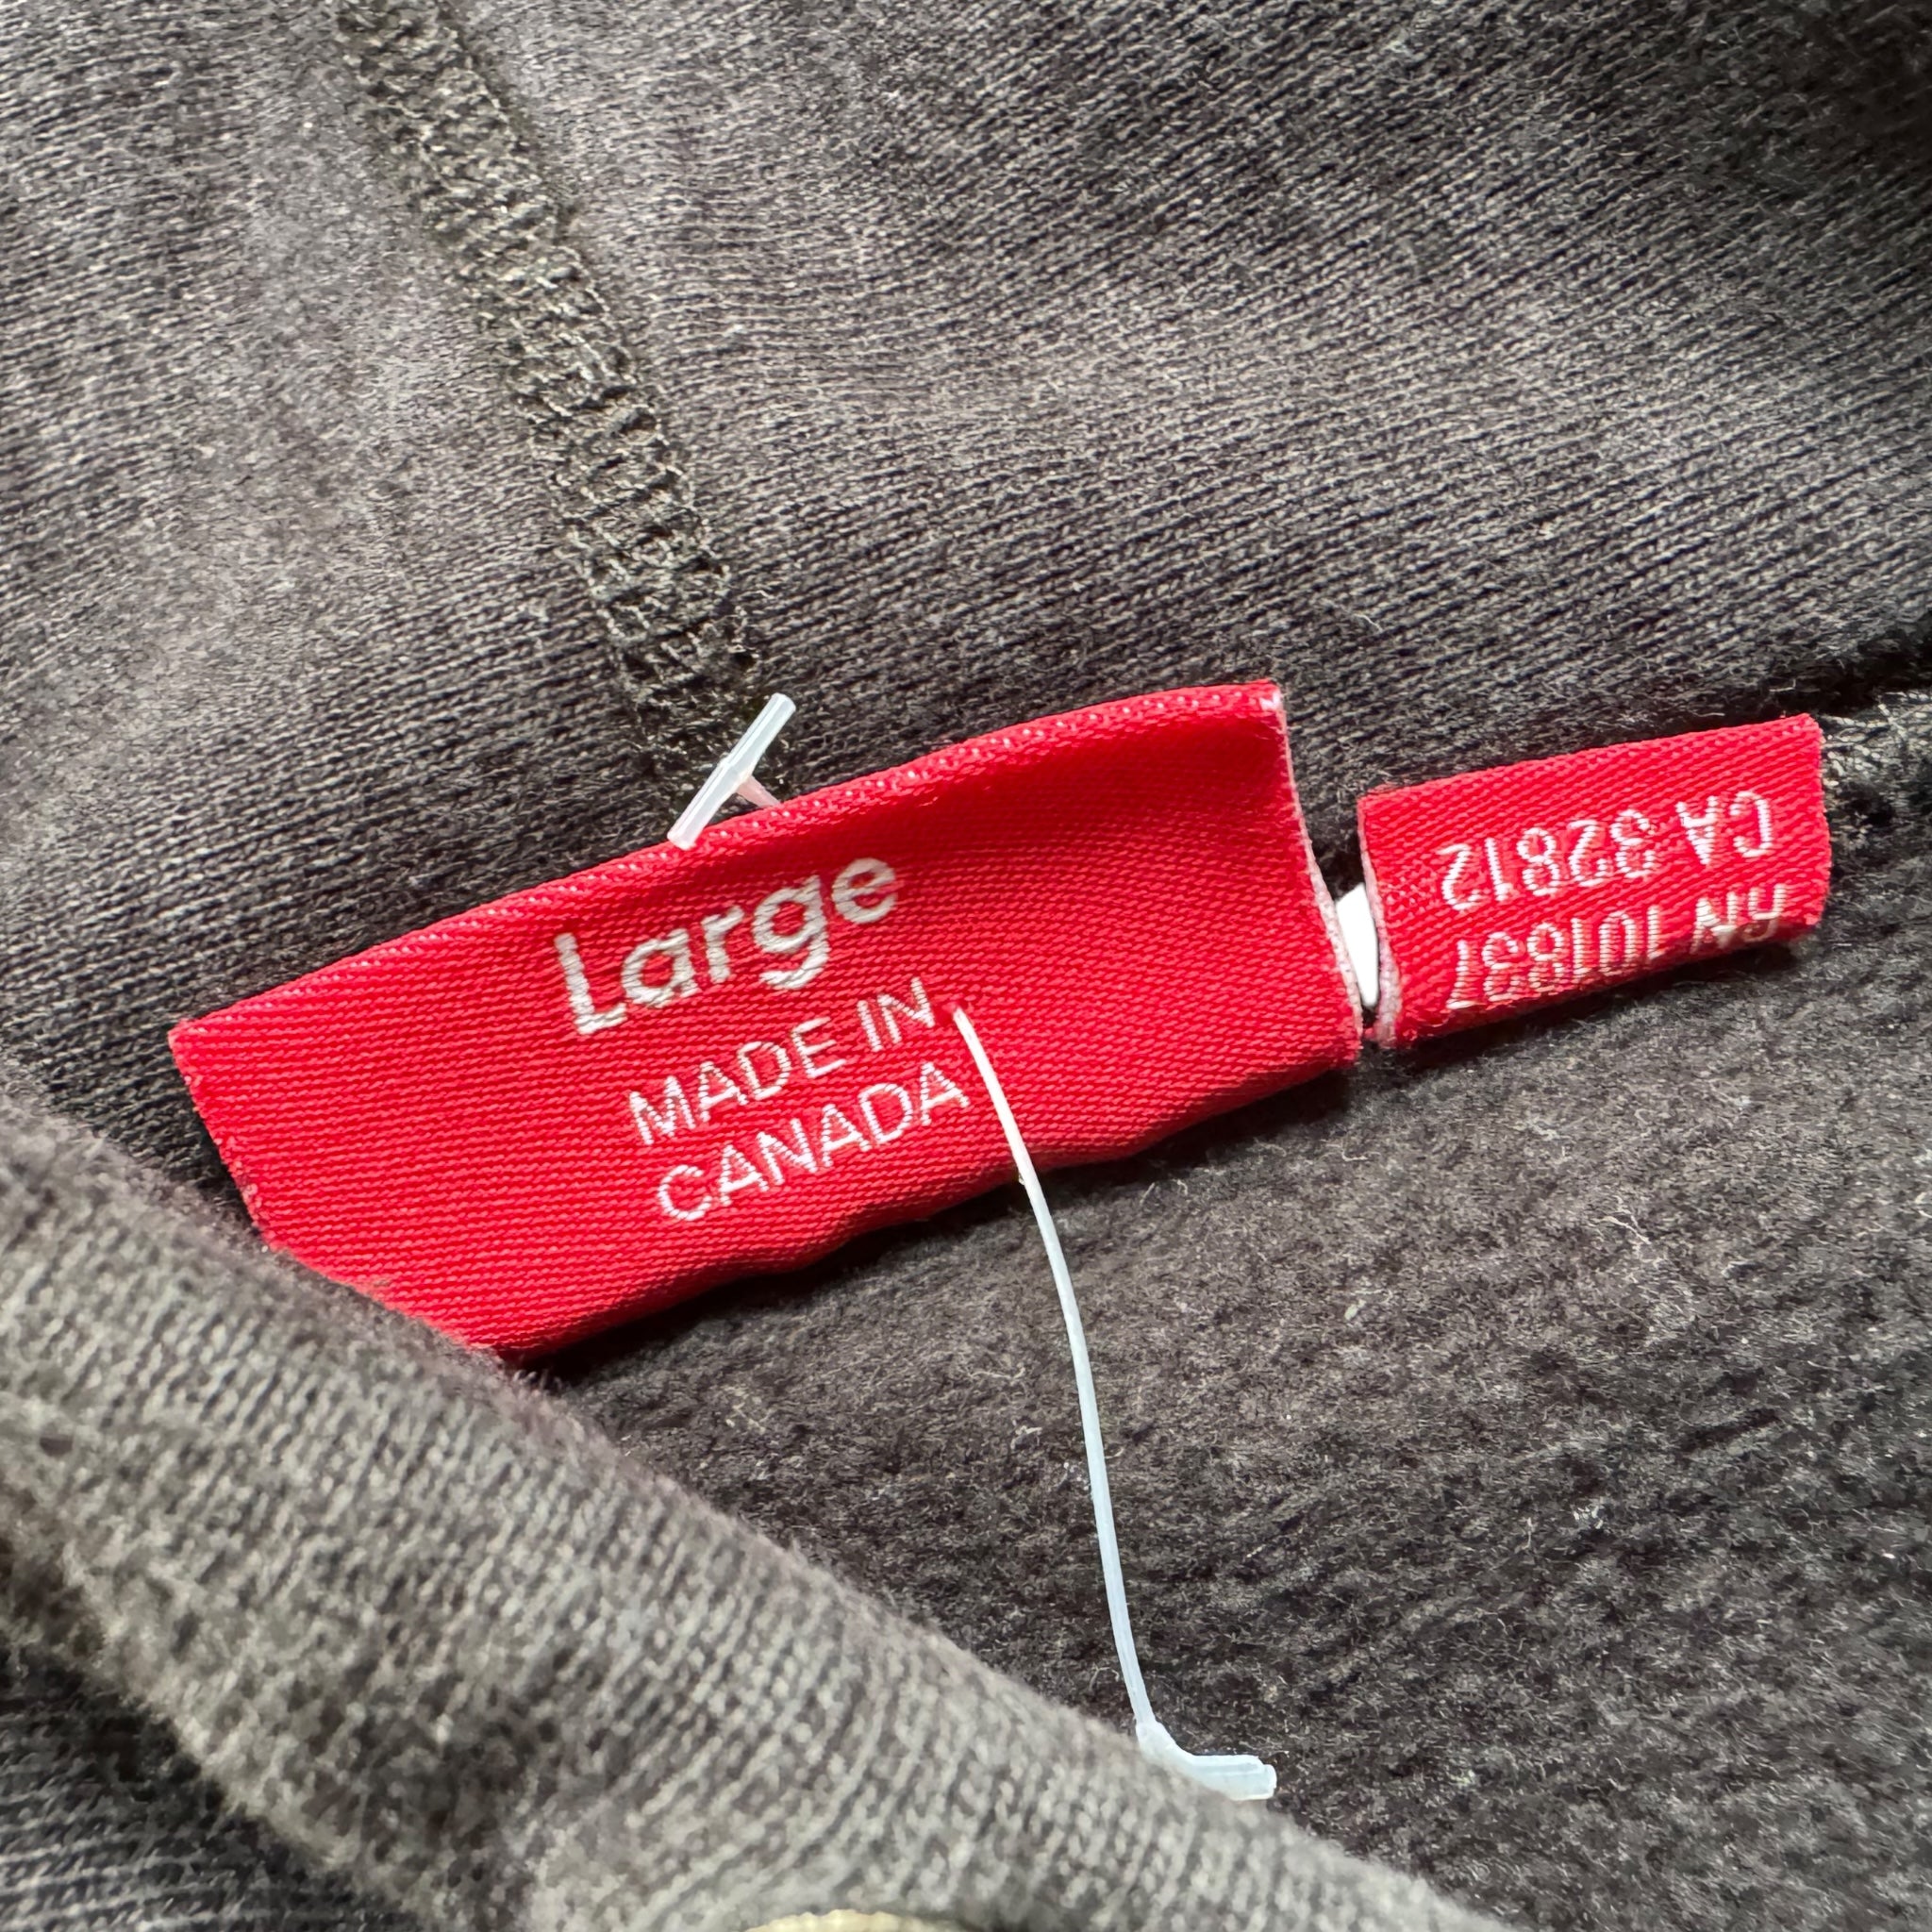 Large
MADE IN
CANADA
RN 101837
CA 32812